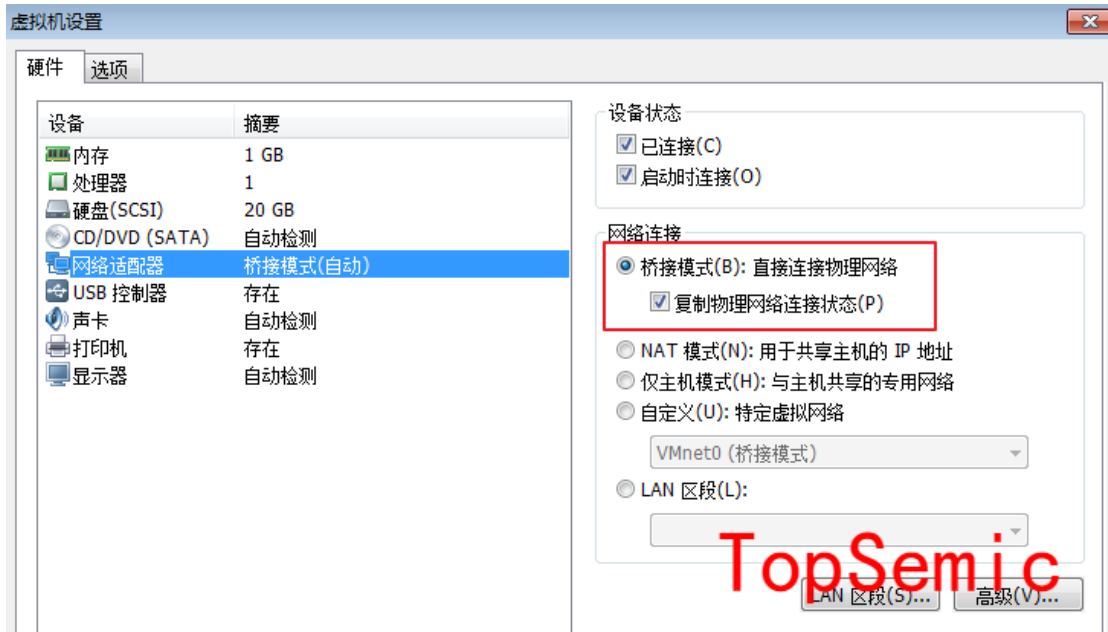 虚拟机设置
硬件 选项
设备 摘要
内存 1 GB
处理器 1
硬盘(SCSI) 20 GB
CD/DVD (SATA) 自动检测
网络适配器 桥接模式(自动)
USB 控制器 存在
声卡 自动检测
打印机 存在
显示器 自动检测
设备状态
已连接(C)
启动时连接(O)
网络连接
桥接模式(B): 直接连接物理网络
复制物理网络连接状态(P)
NAT 模式(N): 用于共享主机的 IP 地址
仅主机模式(H): 与主机共享的专用网络
自定义(U): 特定虚拟网络
VMnet0 (桥接模式)
LAN 区段(L):
TopSemic
LAN 区段(S)... 高级(V)...